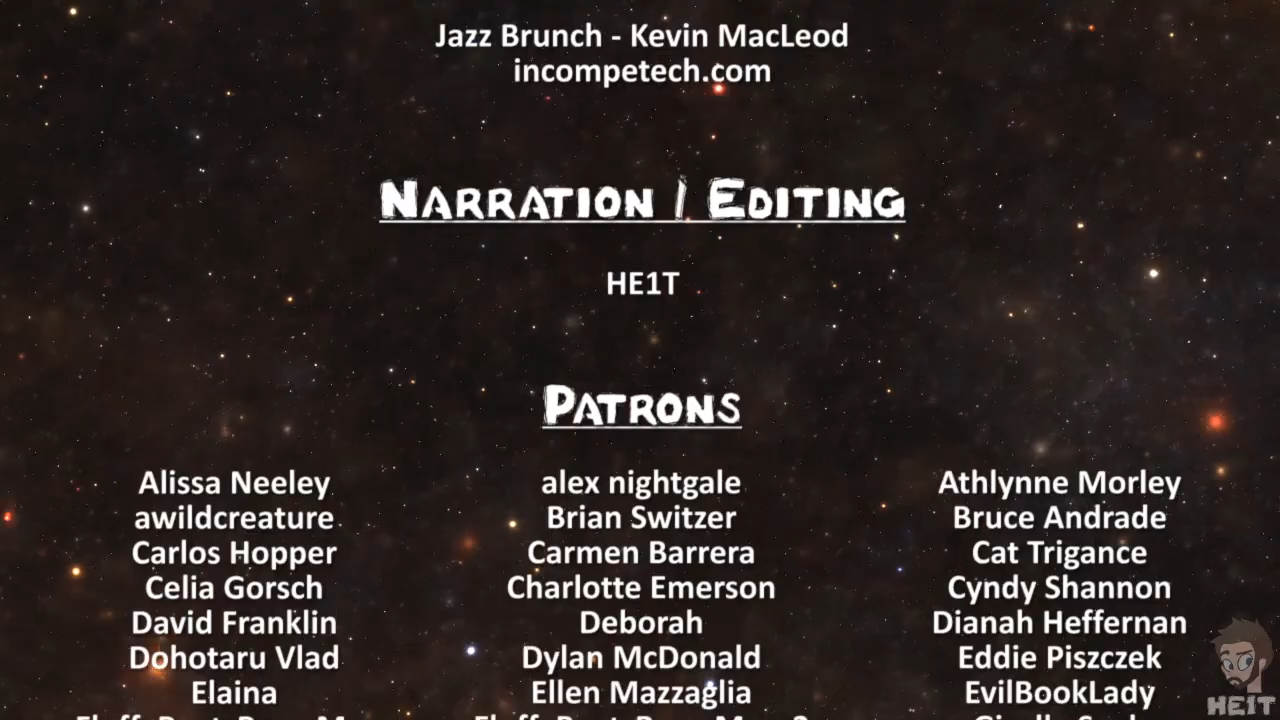 Jazz Brunch - Kevin MacLeod
incompetech.com
NARRATION / EDITING
HE1T
PATRONS
Alissa Neeley alex nightgale Athlynne Morley
awildcreature Brian Switzer Bruce Andrade
Carlos Hopper Carmen Barrera Cat Trigance
Celia Gorsch Charlotte Emerson Cyndy Shannon
David Franklin Deborah Dianah Heffernan
Dohotaru Vlad Dylan McDonald Eddie Piszczek
Elaina Ellen Mazzaglia EvilBookLady
HE1T